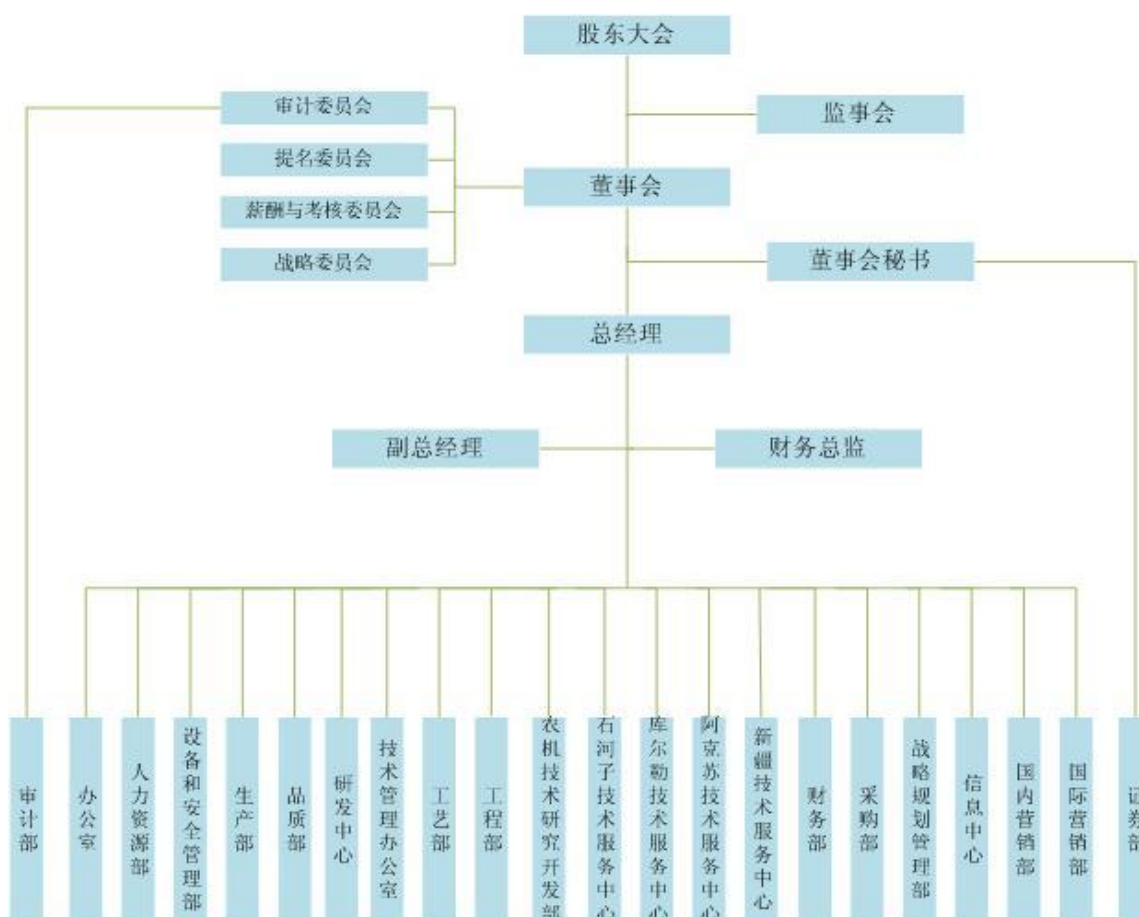 股东大会
审计委员会
监事会
提名委员会
董事会
薪酬与考核委员会
战略委员会
董事会秘书
总经理
副总经理
财务总监
审计部
办公室
人力资源部
设备和安全管理部
生产部
品质部
研发中心
技术管理办公室
工艺部
工程部
农机技术研究开发部
石河子技术服务中心
库尔勒技术服务中心
阿克苏技术服务中心
新疆技术服务中心
财务部
采购部
战略规划管理部
信息中心
国内营销部
国际营销部
证券部